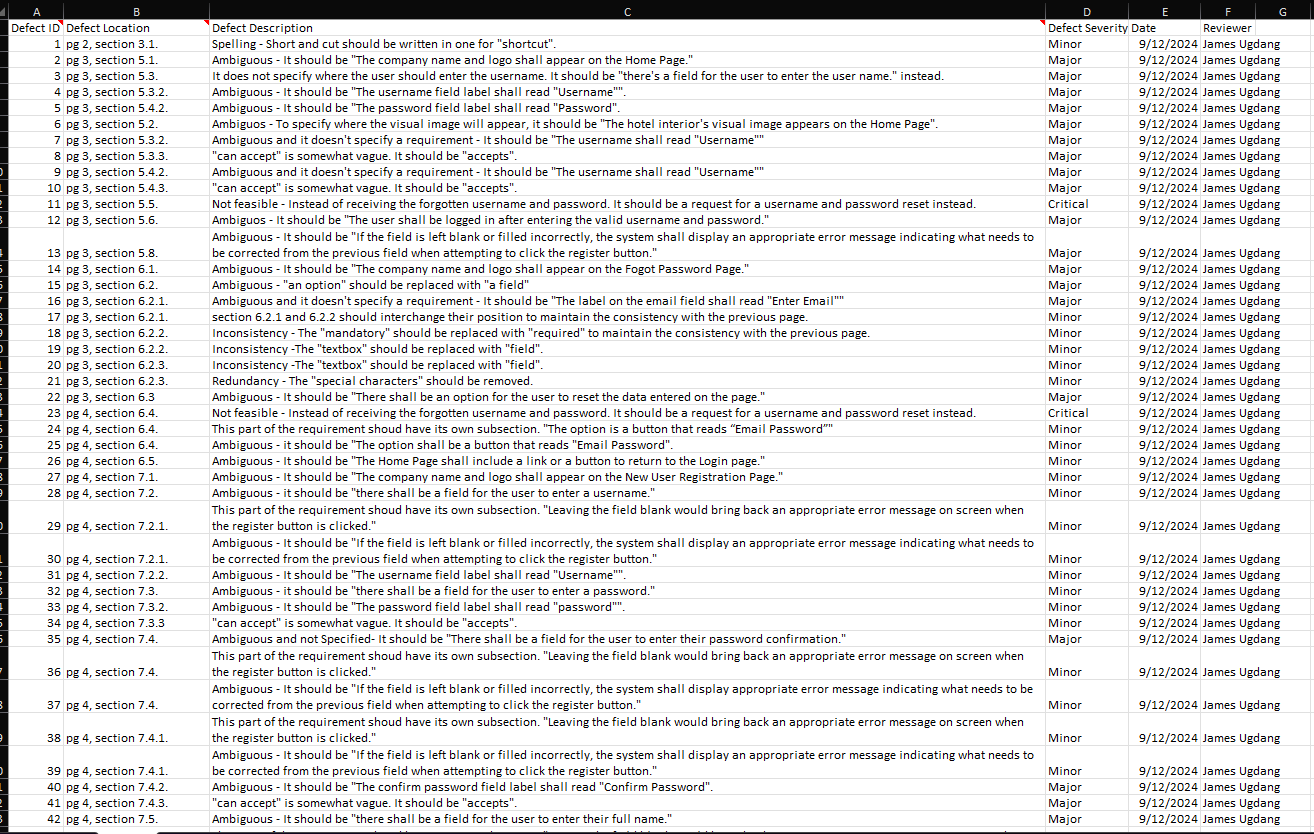 A B C D E F G
Defect ID Defect Location Defect Description Defect Severity Date Reviewer
1 pg 2, section 3.1. Spelling - Short and cut should be written in one for "shortcut". Minor 9/12/2024 James Ugdang
2 pg 3, section 5.1. Ambiguous - It should be "The company name and logo shall appear on the Home Page." Major 9/12/2024 James Ugdang
3 pg 3, section 5.3. It does not specify where the user should enter the username. It should be "there's a field for the user to enter the user name." instead. Major 9/12/2024 James Ugdang
4 pg 3, section 5.3.2. Ambiguous - It should be "The username field label shall read "Username"". Major 9/12/2024 James Ugdang
5 pg 3, section 5.4.2. Ambiguous - It should be "The password field label shall read "Password". Major 9/12/2024 James Ugdang
6 pg 3, section 5.2. Ambiguos - To specify where the visual image will appear, it should be "The hotel interior's visual image appears on the Home Page". Major 9/12/2024 James Ugdang
7 pg 3, section 5.3.2. Ambiguous and it doesn't specify a requirement - It should be "The username shall read "Username"" Major 9/12/2024 James Ugdang
8 pg 3, section 5.3.3. "can accept" is somewhat vague. It should be "accepts". Major 9/12/2024 James Ugdang
9 pg 3, section 5.4.2. Ambiguous and it doesn't specify a requirement - It should be "The username shall read "Username"" Major 9/12/2024 James Ugdang
10 pg 3, section 5.4.3. "can accept" is somewhat vague. It should be "accepts". Major 9/12/2024 James Ugdang
11 pg 3, section 5.5. Not feasible - Instead of receiving the forgotten username and password. It should be a request for a username and password reset instead. Critical 9/12/2024 James Ugdang
12 pg 3, section 5.6. Ambiguos - It should be "The user shall be logged in after entering the valid username and password." Major 9/12/2024 James Ugdang
Ambiguous - It should be "If the field is left blank or filled incorrectly, the system shall display an appropriate error message indicating what needs to
13 pg 3, section 5.8. be corrected from the previous field when attempting to click the register button." Major 9/12/2024 James Ugdang
14 pg 3, section 6.1. Ambiguous - It should be "The company name and logo shall appear on the Fogot Password Page." Major 9/12/2024 James Ugdang
15 pg 3, section 6.2. Ambiguous - "an option" should be replaced with "a field" Major 9/12/2024 James Ugdang
16 pg 3, section 6.2.1. Ambiguous and it doesn't specify a requirement - It should be "The label on the email field shall read "Enter Email"" Major 9/12/2024 James Ugdang
17 pg 3, section 6.2.1. section 6.2.1 and 6.2.2 should interchange their position to maintain the consistency with the previous page. Minor 9/12/2024 James Ugdang
18 pg 3, section 6.2.2. Inconsistency - The "mandatory" should be replaced with "required" to maintain the consistency with the previous page. Minor 9/12/2024 James Ugdang
19 pg 3, section 6.2.2. Inconsistency -The "textbox" should be replaced with "field". Minor 9/12/2024 James Ugdang
20 pg 3, section 6.2.3. Inconsistency -The "textbox" should be replaced with "field". Minor 9/12/2024 James Ugdang
21 pg 3, section 6.2.3. Redundancy - The "special characters" should be removed. Minor 9/12/2024 James Ugdang
22 pg 3, section 6.3 Ambiguous - It should be "There shall be an option for the user to reset the data entered on the page." Major 9/12/2024 James Ugdang
23 pg 4, section 6.4. Not feasible - Instead of receiving the forgotten username and password. It should be a request for a username and password reset instead. Critical 9/12/2024 James Ugdang
24 pg 4, section 6.4. This part of the requirement shoud have its own subsection. "The option is a button that reads “Email Password”" Minor 9/12/2024 James Ugdang
25 pg 4, section 6.4. Ambiguous - it should be "The option shall be a button that reads "Email Password". Minor 9/12/2024 James Ugdang
26 pg 4, section 6.5. Ambiguous - It should be "The Home Page shall include a link or a button to return to the Login page." Minor 9/12/2024 James Ugdang
27 pg 4, section 7.1. Ambiguous - It should be "The company name and logo shall appear on the New User Registration Page." Minor 9/12/2024 James Ugdang
28 pg 4, section 7.2. Ambiguous - it should be "there shall be a field for the user to enter a username." Minor 9/12/2024 James Ugdang
This part of the requirement shoud have its own subsection. "Leaving the field blank would bring back an appropriate error message on screen when
29 pg 4, section 7.2.1. the register button is clicked." Minor 9/12/2024 James Ugdang
Ambiguous - It should be "If the field is left blank or filled incorrectly, the system shall display an appropriate error message indicating what needs to
30 pg 4, section 7.2.1. be corrected from the previous field when attempting to click the register button." Minor 9/12/2024 James Ugdang
31 pg 4, section 7.2.2. Ambiguous - It should be "The username field label shall read "Username"". Minor 9/12/2024 James Ugdang
32 pg 4, section 7.3. Ambiguous - it should be "there shall be a field for the user to enter a password." Minor 9/12/2024 James Ugdang
33 pg 4, section 7.3.2. Ambiguous - It should be "The password field label shall read "password"". Minor 9/12/2024 James Ugdang
34 pg 4, section 7.3.3 "can accept" is somewhat vague. It should be "accepts". Minor 9/12/2024 James Ugdang
35 pg 4, section 7.4. Ambiguous and not Specified- It should be "There shall be a field for the user to enter their password confirmation." Major 9/12/2024 James Ugdang
This part of the requirement shoud have its own subsection. "Leaving the field blank would bring back an appropriate error message on screen when
36 pg 4, section 7.4. the register button is clicked." Minor 9/12/2024 James Ugdang
Ambiguous - It should be "If the field is left blank or filled incorrectly, the system shall display appropriate error message indicating what needs to be
37 pg 4, section 7.4. corrected from the previous field when attempting to click the register button." Minor 9/12/2024 James Ugdang
This part of the requirement shoud have its own subsection. "Leaving the field blank would bring back an appropriate error message on screen when
38 pg 4, section 7.4.1. the register button is clicked." Minor 9/12/2024 James Ugdang
Ambiguous - It should be "If the field is left blank or filled incorrectly, the system shall display an appropriate error message indicating what needs to
39 pg 4, section 7.4.1. be corrected from the previous field when attempting to click the register button." Minor 9/12/2024 James Ugdang
40 pg 4, section 7.4.2. Ambiguous - It should be "The confirm password field label shall read "Confirm Password". Major 9/12/2024 James Ugdang
41 pg 4, section 7.4.3. "can accept" is somewhat vague. It should be "accepts". Major 9/12/2024 James Ugdang
42 pg 4, section 7.5. Ambiguous - it should be "there shall be a field for the user to enter their full name." Major 9/12/2024 James Ugdang